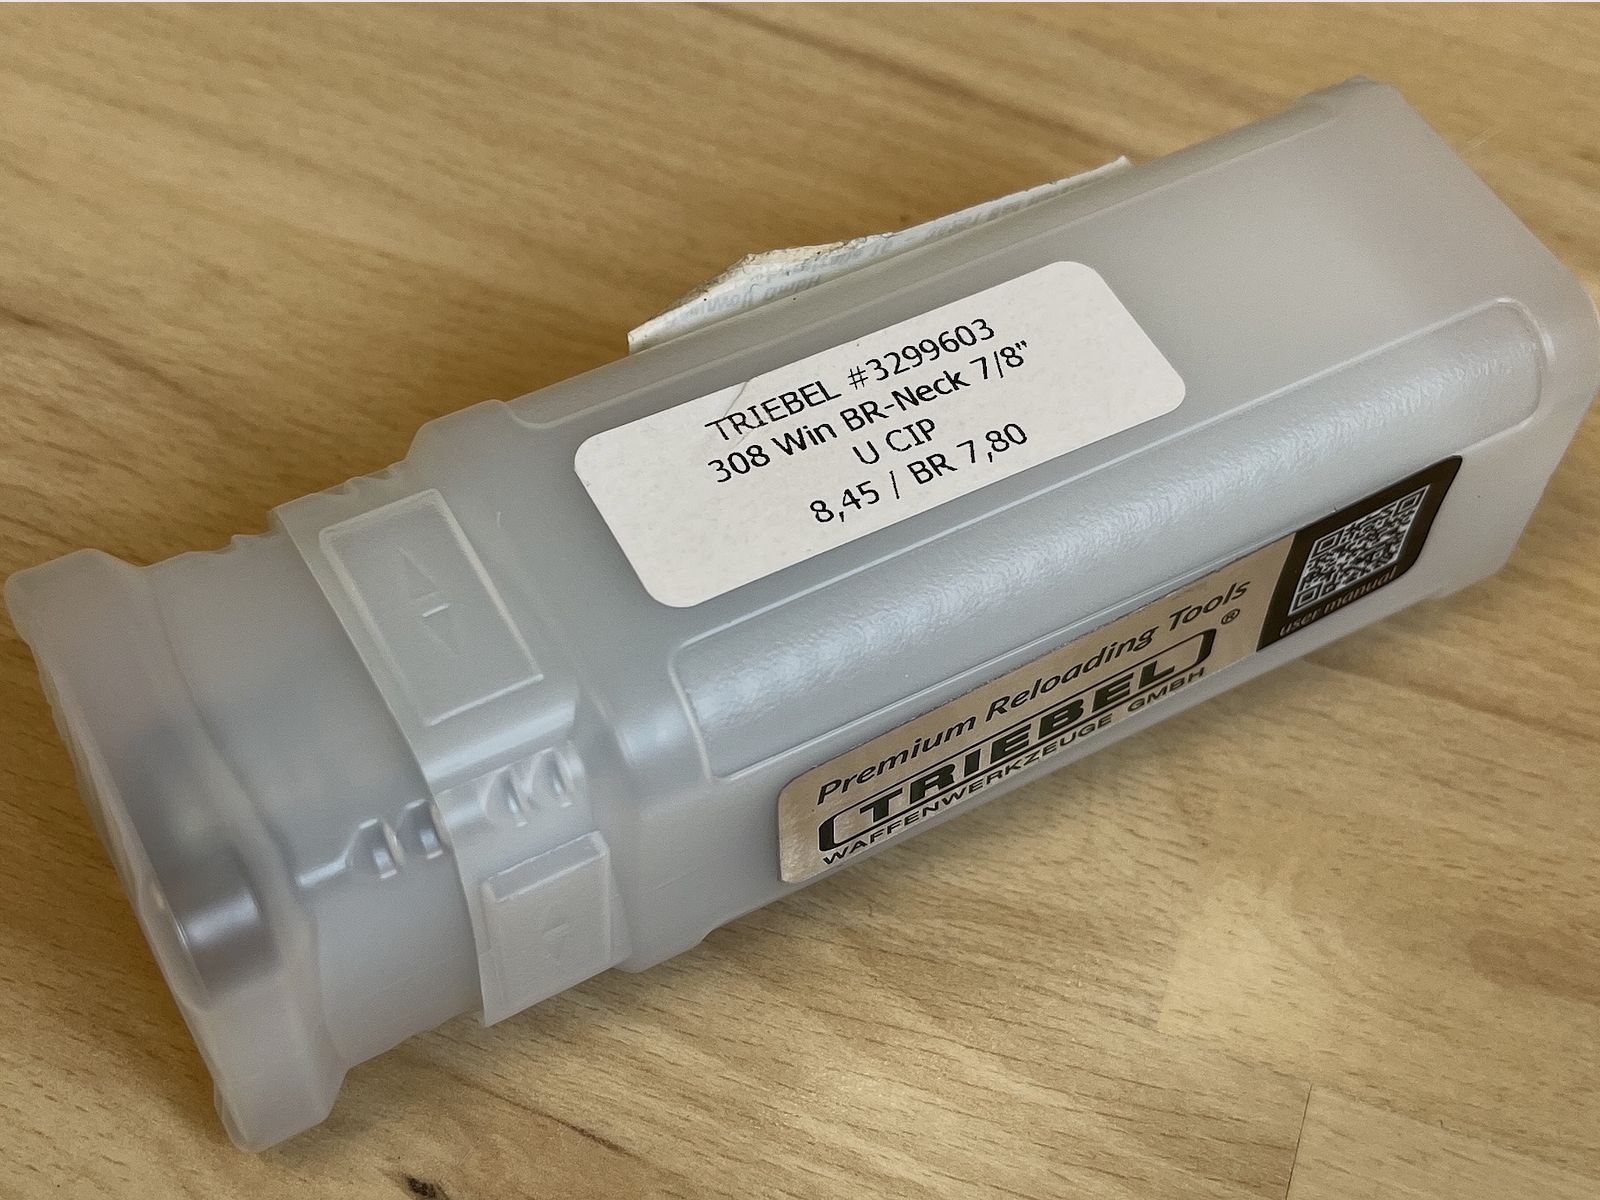 TRIEBEL #3299603
308 Win BR-Neck 7/8"
U CIP
8,45 / BR 7,80
Premium Reloading Tools
TRIEBEL®
WAFFENWERKZEUGE GMBH
user manual